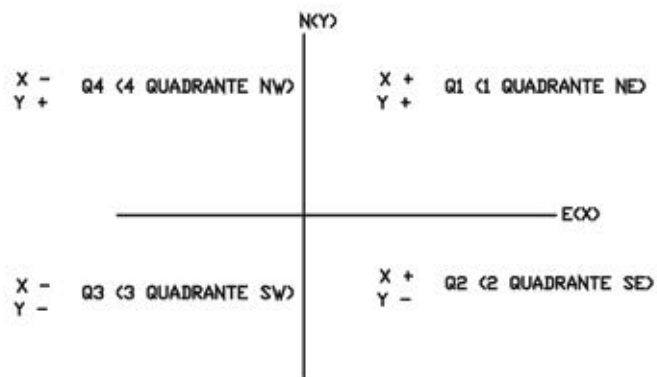 N(Y)
X - Q4 (4 QUADRANTE NW)
Y +
X + Q1 (1 QUADRANTE NE)
Y +
E(X)
X - Q3 (3 QUADRANTE SW)
Y -
X + Q2 (2 QUADRANTE SE)
Y -